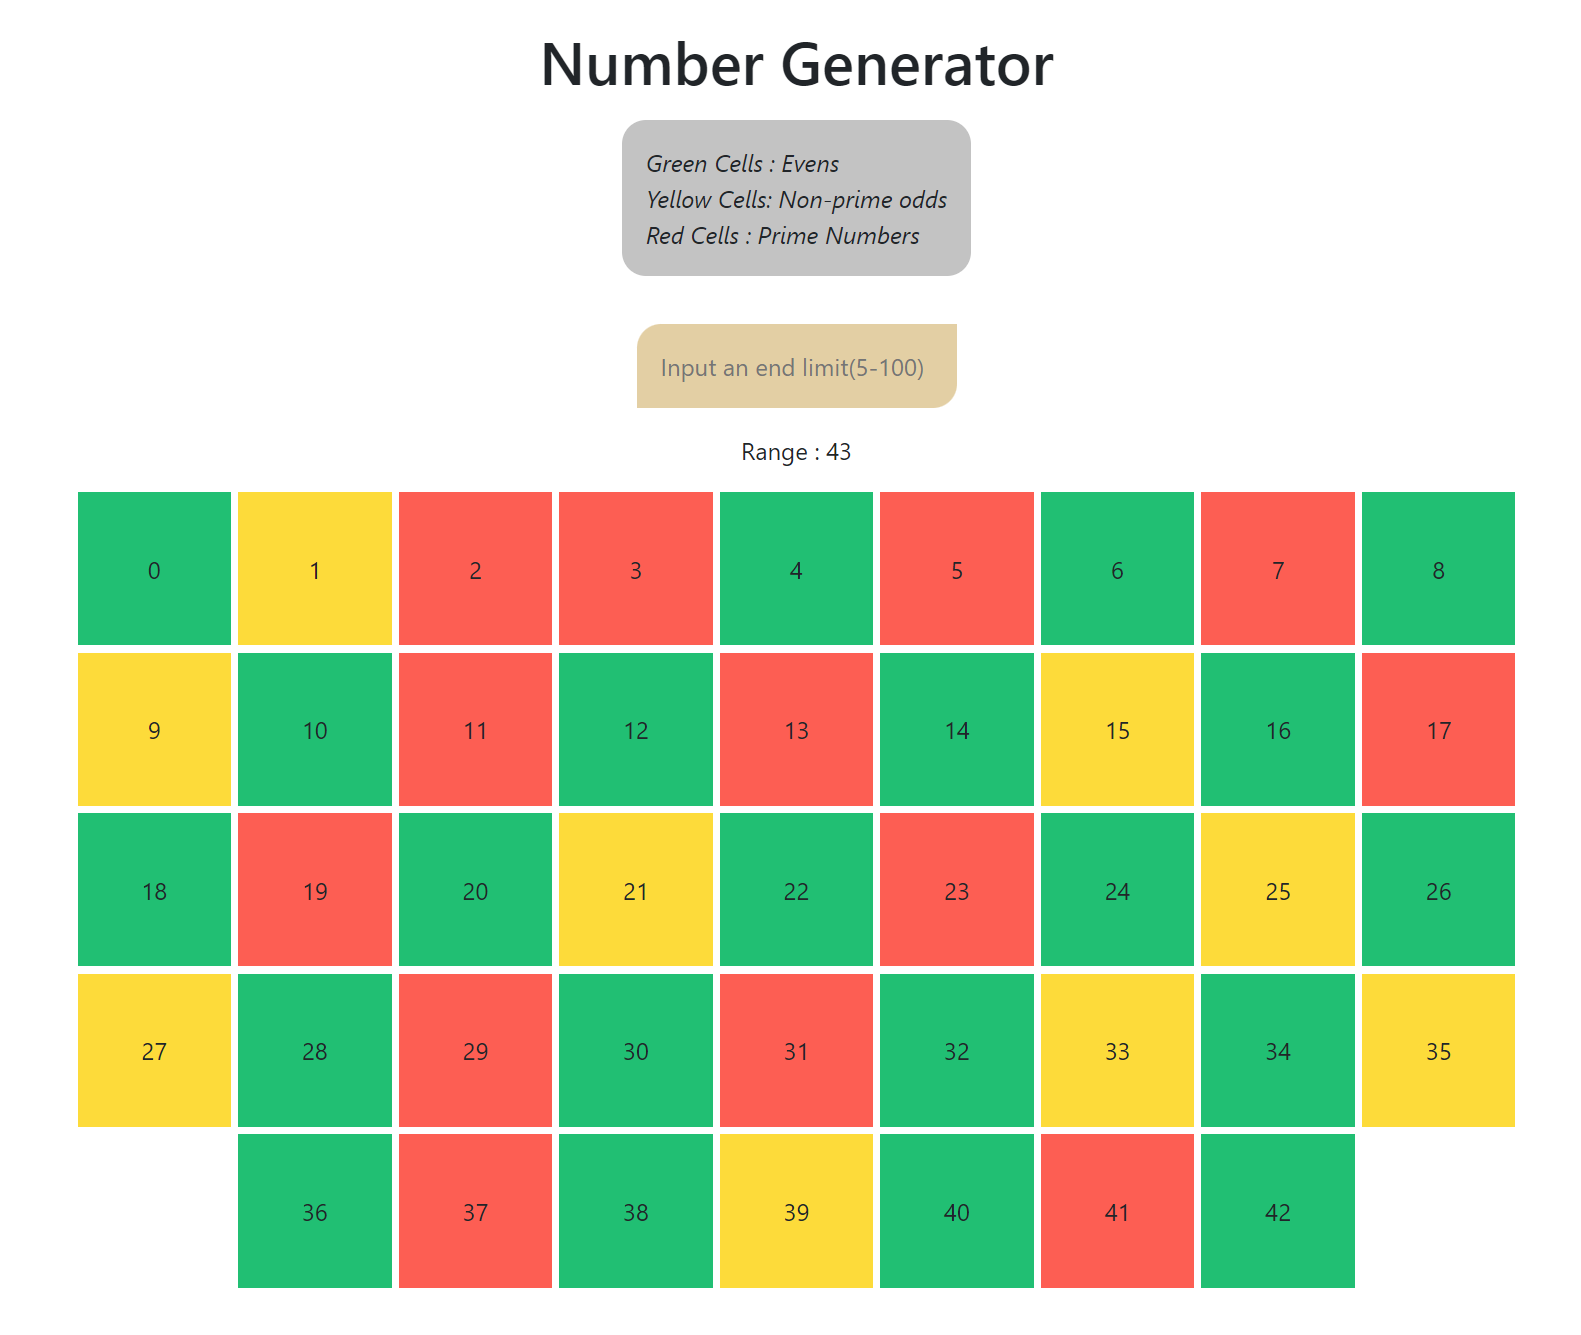 Number Generator
Green Cells : Evens
Yellow Cells: Non-prime odds
Red Cells : Prime Numbers
Input an end limit(5-100)
Range : 43
0 1 2 3 4 5 6 7 8
9 10 11 12 13 14 15 16 17
18 19 20 21 22 23 24 25 26
27 28 29 30 31 32 33 34 35
36 37 38 39 40 41 42